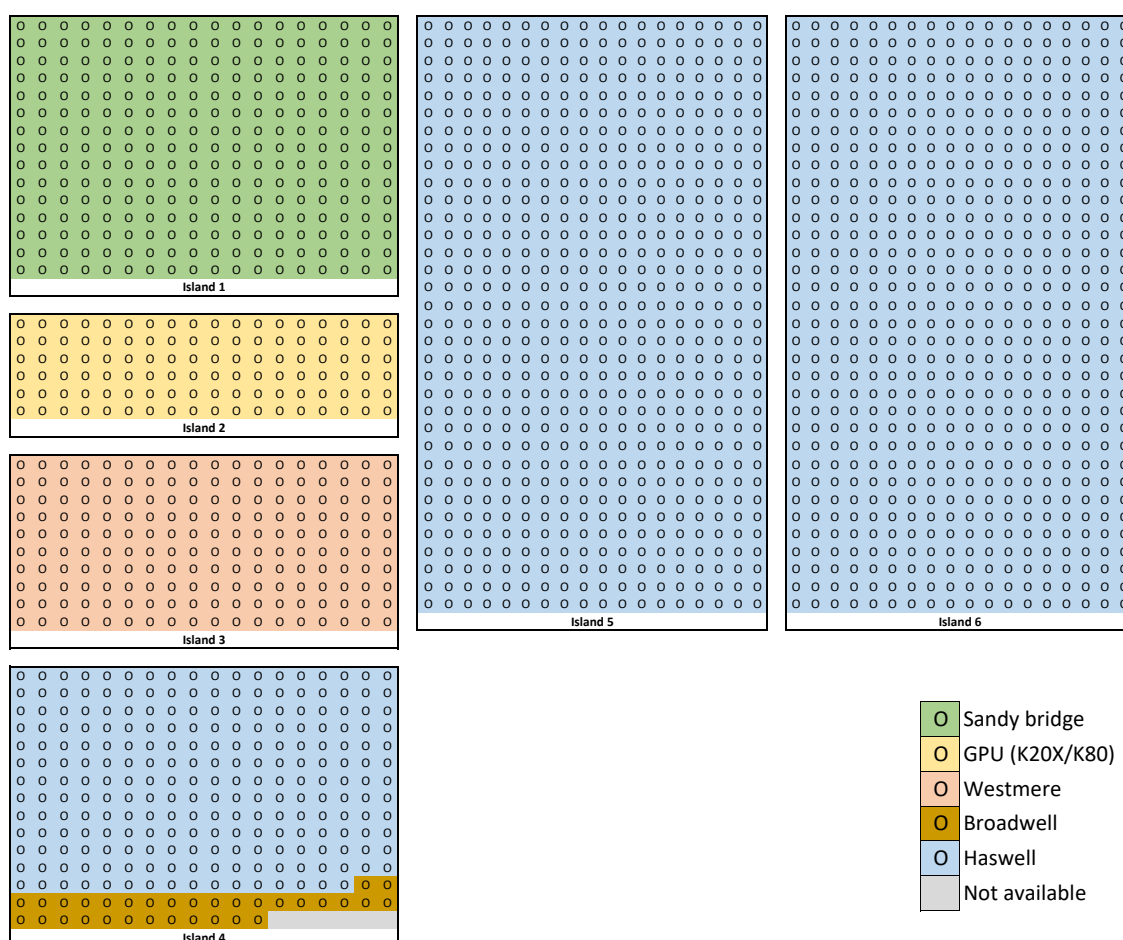 Island 1
Island 2
Island 3
Island 4
Island 5
Island 6
O Sandy bridge
O GPU (K20X/K80)
O Westmere
O Broadwell
O Haswell
Not available